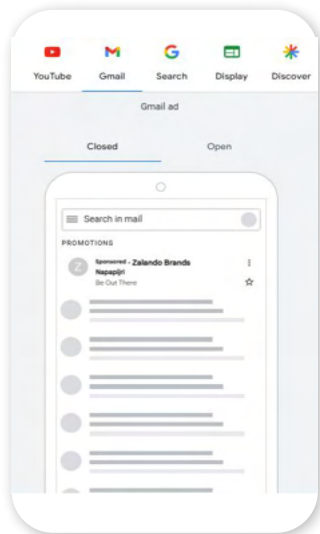 YouTube Gmail Search Display Discover
Gmail ad
Closed Open
Search in mail
PROMOTIONS
Z Sponsored - Zalando Brands
Napapijri
Be Out There